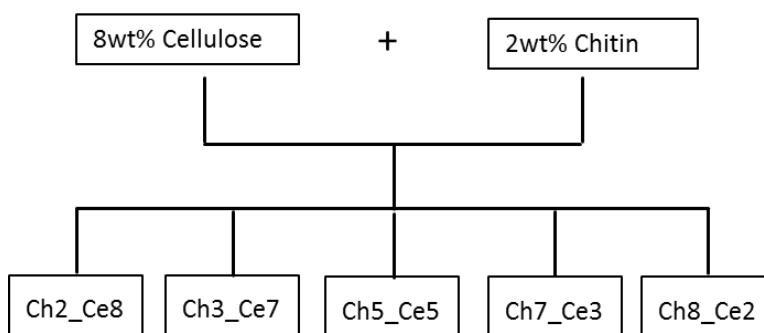 8wt% Cellulose
+
2wt% Chitin
Ch2_Ce8
Ch3_Ce7
Ch5_Ce5
Ch7_Ce3
Ch8_Ce2